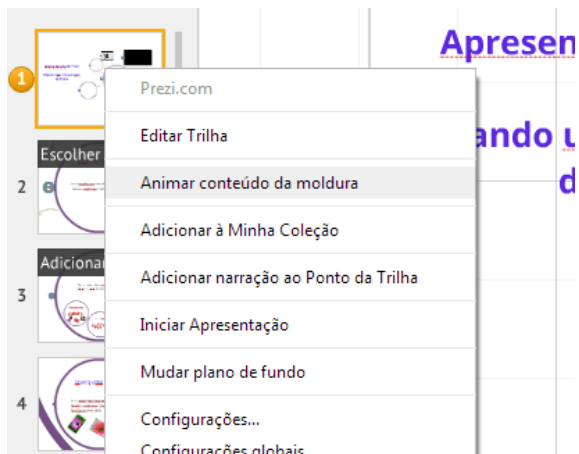 Apresen
1
Prezi.com
Editar Trilha
ando u
Escolher
2
Animar conteúdo da moldura
d
Adicionar à Minha Coleção
Adiciona
3
Adicionar narração ao Ponto da Trilha
Iniciar Apresentação
4
Mudar plano de fundo
Configurações...
Configurações globais